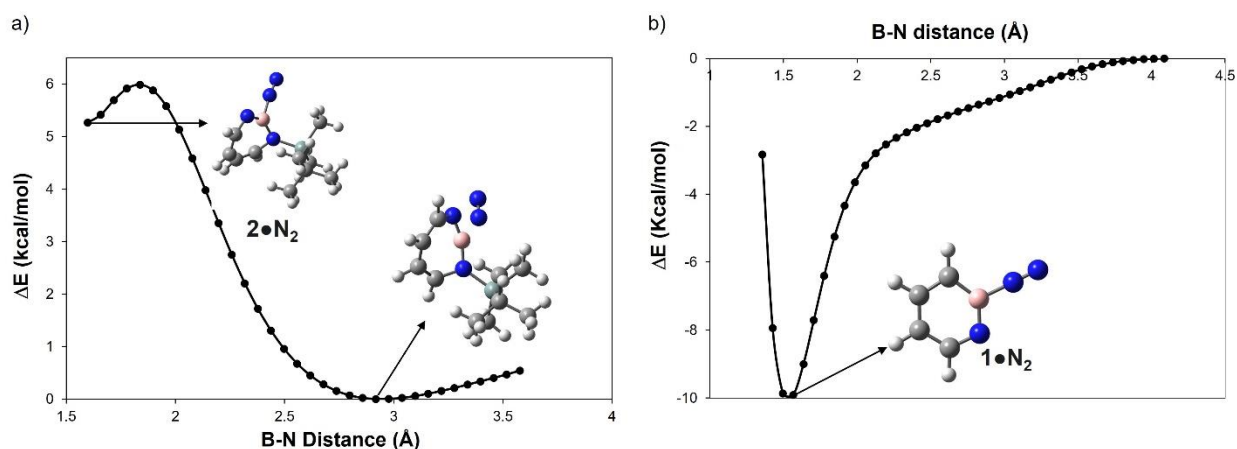 a)
ΔE (kcal/mol)
6
5
4
3
2
1
0
1.5 2 2.5 3 3.5 4
B-N Distance (Å)
2•N₂
b)
B-N distance (Å)
1 1.5 2 2.5 3 3.5 4 4.5
ΔE (Kcal/mol)
0
-2
-4
-6
-8
-10
1•N₂